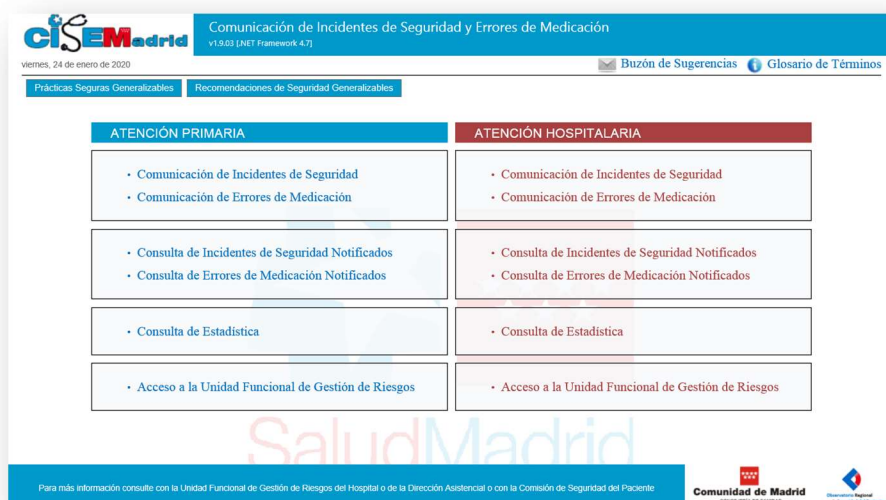 CiSEMadrid
Comunicación de Incidentes de Seguridad y Errores de Medicación
v1.9.03 [.NET Framework 4.7]
viernes, 24 de enero de 2020
Buzón de Sugerencias
Glosario de Términos
Prácticas Seguras Generalizables
Recomendaciones de Seguridad Generalizables
ATENCIÓN PRIMARIA
• Comunicación de Incidentes de Seguridad
• Comunicación de Errores de Medicación
• Consulta de Incidentes de Seguridad Notificados
• Consulta de Errores de Medicación Notificados
• Consulta de Estadística
• Acceso a la Unidad Funcional de Gestión de Riesgos
ATENCIÓN HOSPITALARIA
• Comunicación de Incidentes de Seguridad
• Comunicación de Errores de Medicación
• Consulta de Incidentes de Seguridad Notificados
• Consulta de Errores de Medicación Notificados
• Consulta de Estadística
• Acceso a la Unidad Funcional de Gestión de Riesgos
SaludMadrid
Para más información consulte con la Unidad Funcional de Gestión de Riesgos del Hospital o de la Dirección Asistencial o con la Comisión de Seguridad del Paciente
Comunidad de Madrid
Observatorio Regional